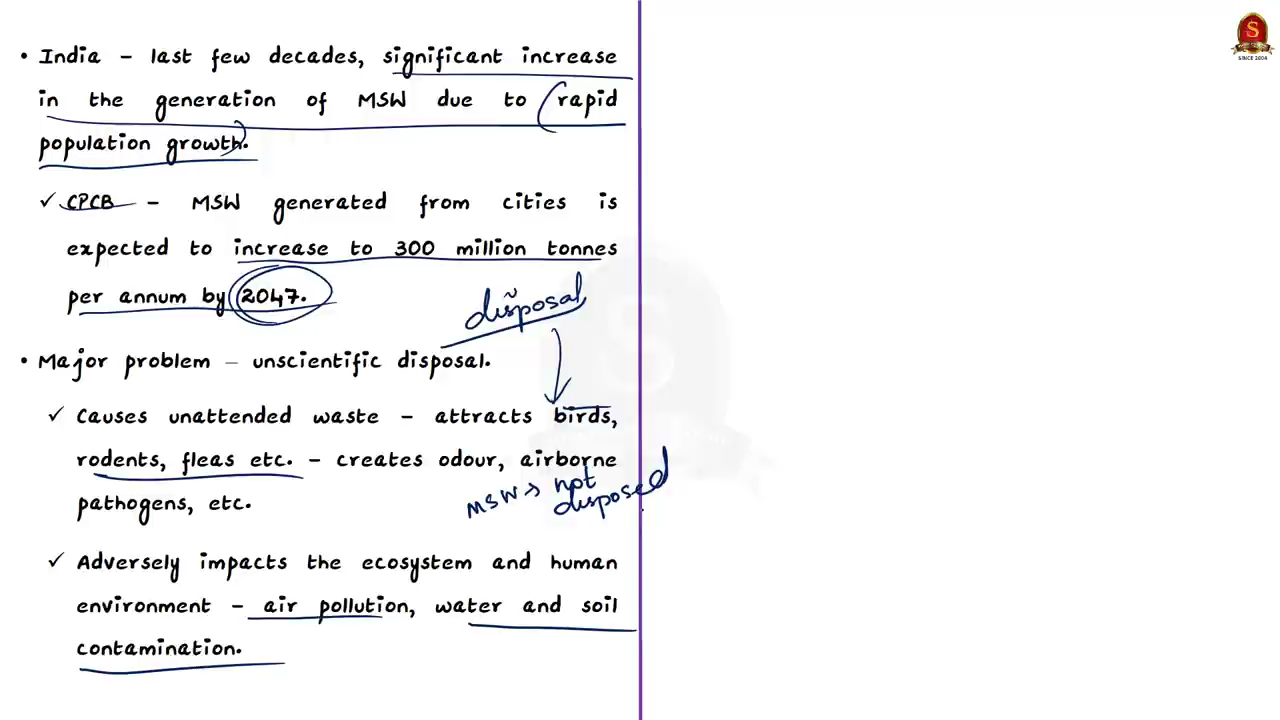 • India – last few decades, significant increase
in the generation of MSW due to rapid
population growth.
✓ CPCB – MSW generated from cities is
expected to increase to 300 million tonnes
per annum by 2047.
disposal
• Major problem – unscientific disposal.
✓ Causes unattended waste – attracts birds,
rodents, fleas etc. – creates odour, airborne
pathogens, etc.
MSW → not
disposed
✓ Adversely impacts the ecosystem and human
environment – air pollution, water and soil
contamination.
S
SINCE 2004